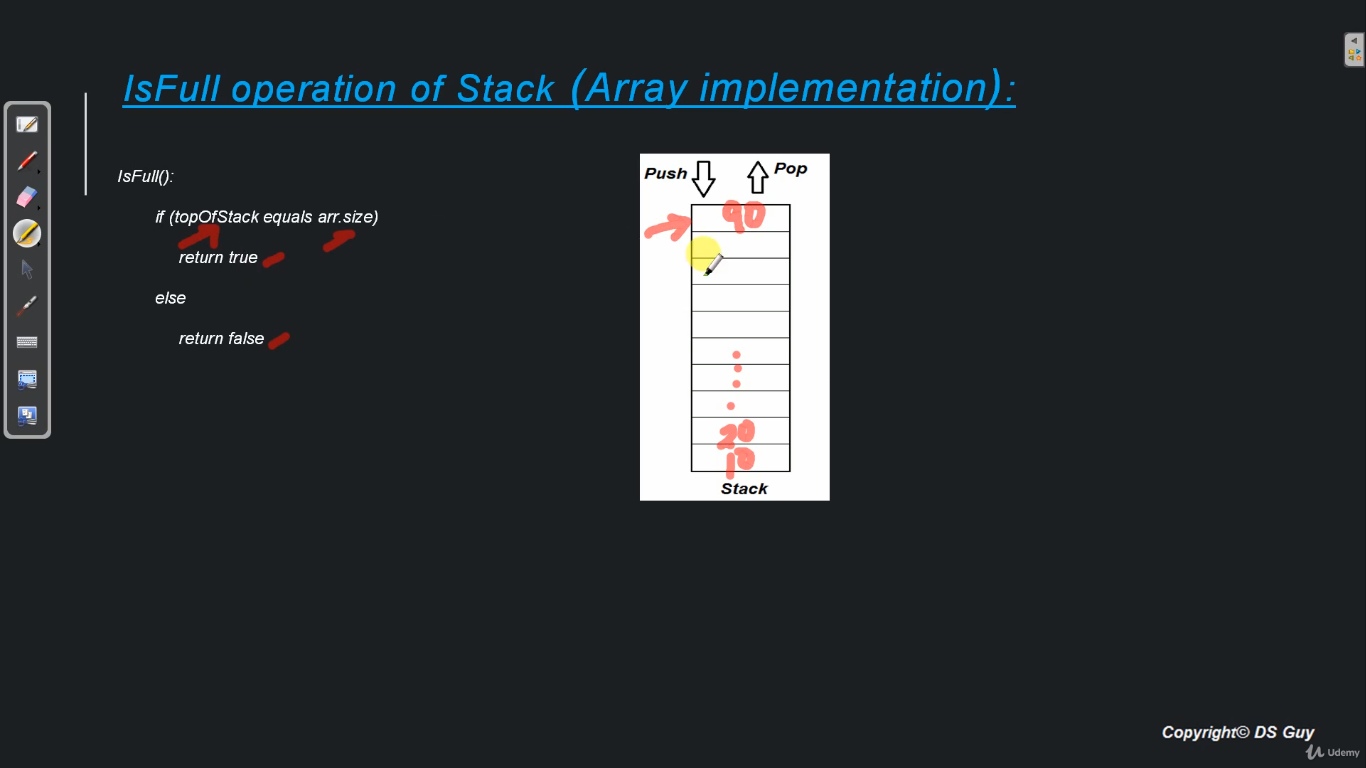 IsFull operation of Stack (Array implementation):
IsFull():
if (topOfStack equals arr.size)
return true
else
return false
Push
Pop
90
20
10
Stack
Copyright© DS Guy
Udemy